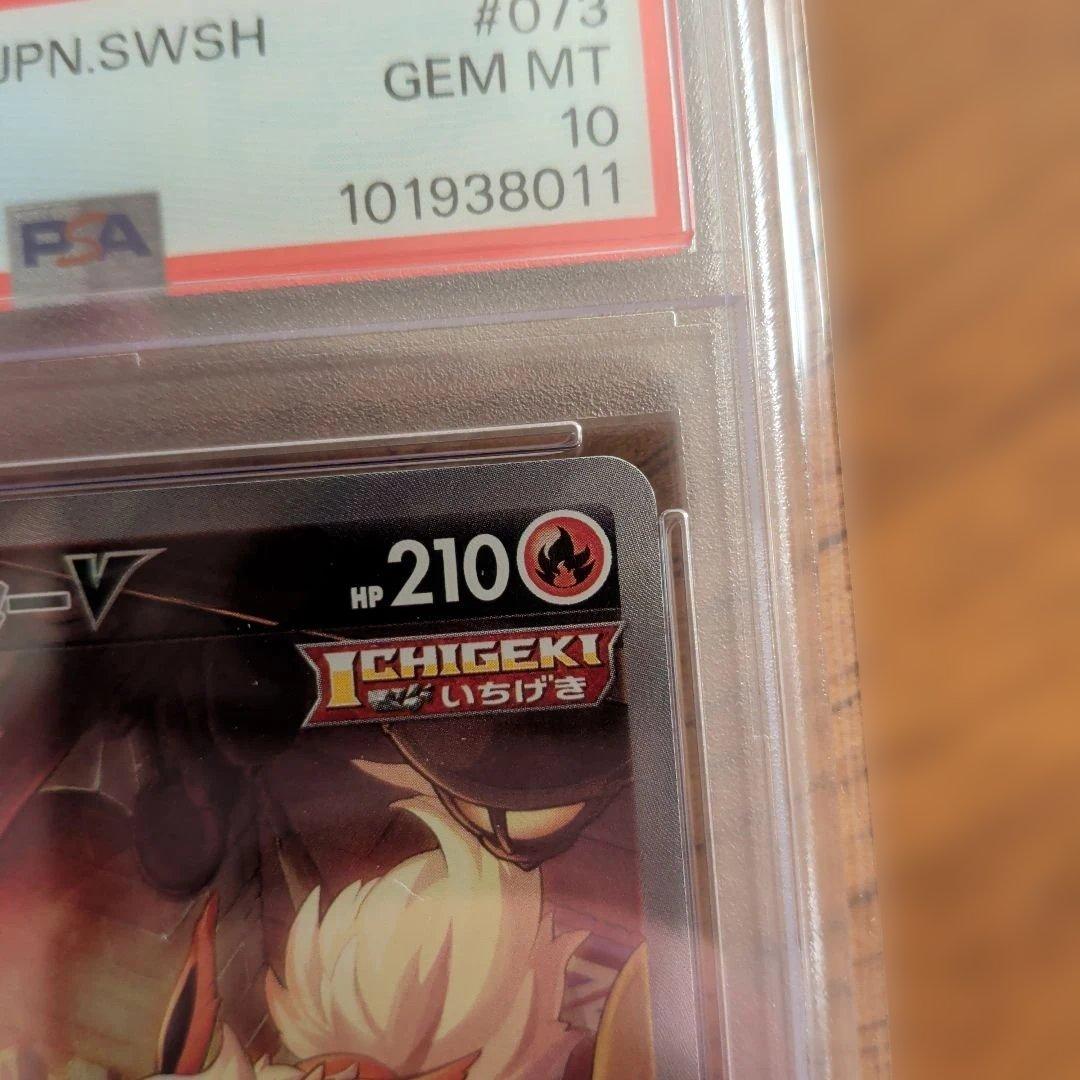 JPN.SWSH
#073
GEM MT
10
101938011
PSA
ーV
HP 210
ICHIGEKI
いちげき